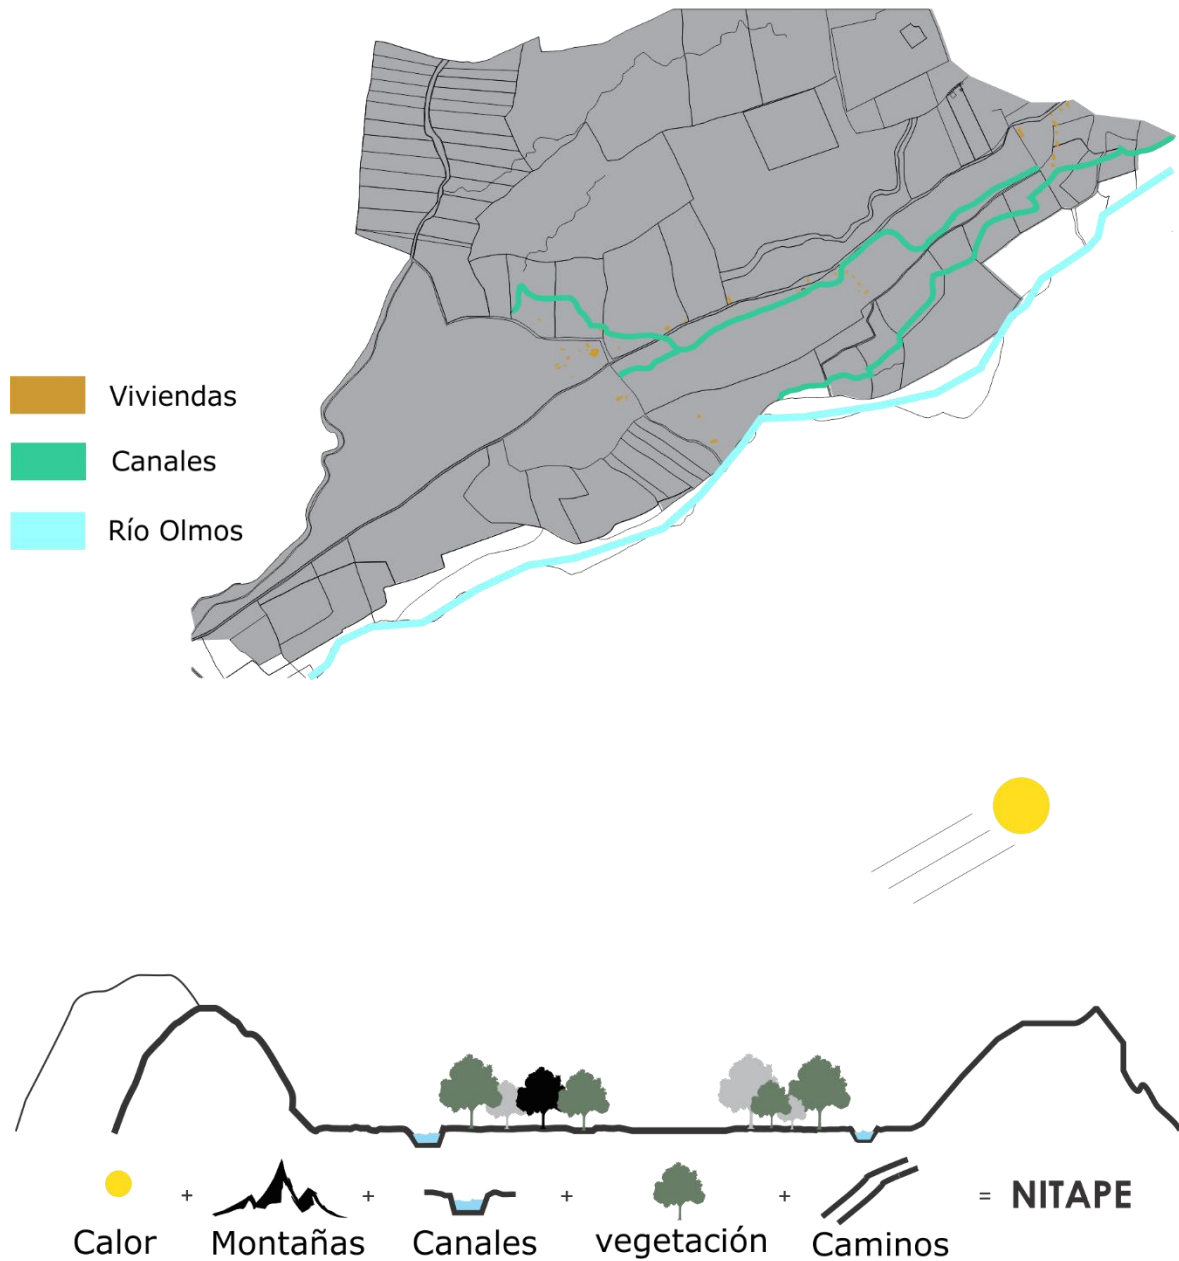 Viviendas
Canales
Río Olmos
+ + + + = NITAPE
Calor Montañas Canales vegetación Caminos